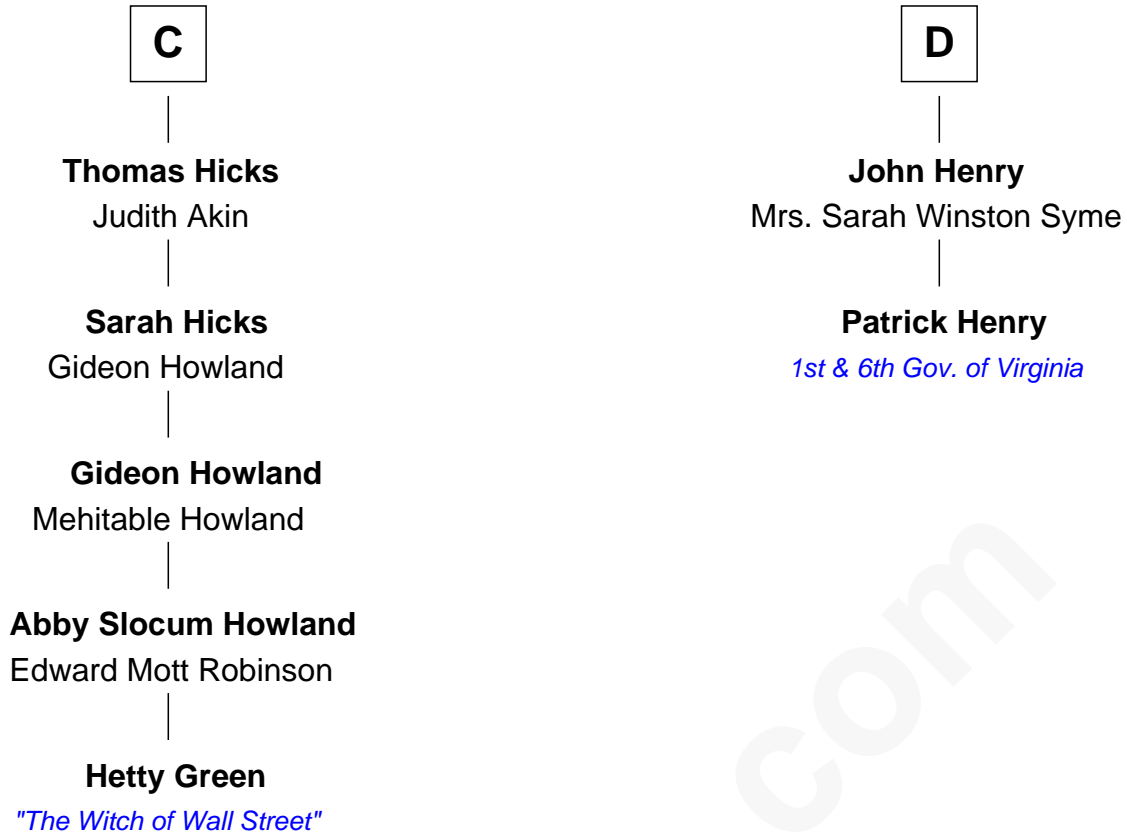 C
Thomas Hicks
Judith Akin
Sarah Hicks
Gideon Howland
Gideon Howland
Mehitable Howland
Abby Slocum Howland
Edward Mott Robinson
Hetty Green
"The Witch of Wall Street"
D
John Henry
Mrs. Sarah Winston Syme
Patrick Henry
1st & 6th Gov. of Virginia
com